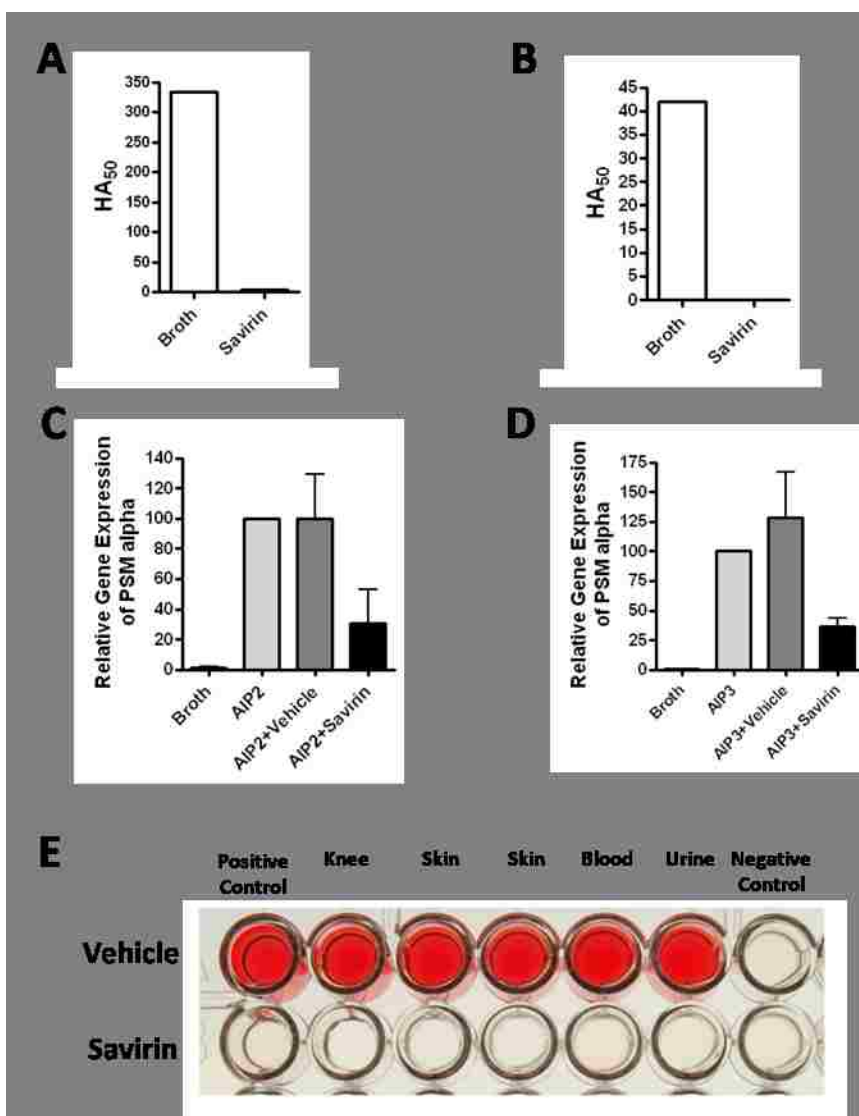 A
HA50
350
300
250
200
150
100
50
0
Broth
Savirin
B
HA50
45
40
35
30
25
20
15
10
5
0
Broth
Savirin
C
Relative Gene Expression
of PSM alpha
140
120
100
80
60
40
20
0
Broth
AIP2
AIP2+Vehicle
AIP2+Savirin
D
Relative Gene Expression
of PSM alpha
175
150
125
100
75
50
25
0
Broth
AIP3
AIP3+Vehicle
AIP3+Savirin
E
Positive Control
Knee
Skin
Skin
Blood
Urine
Negative Control
Vehicle
Savirin